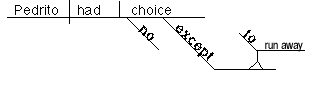 Pedrito had choice
no
except
to
run away